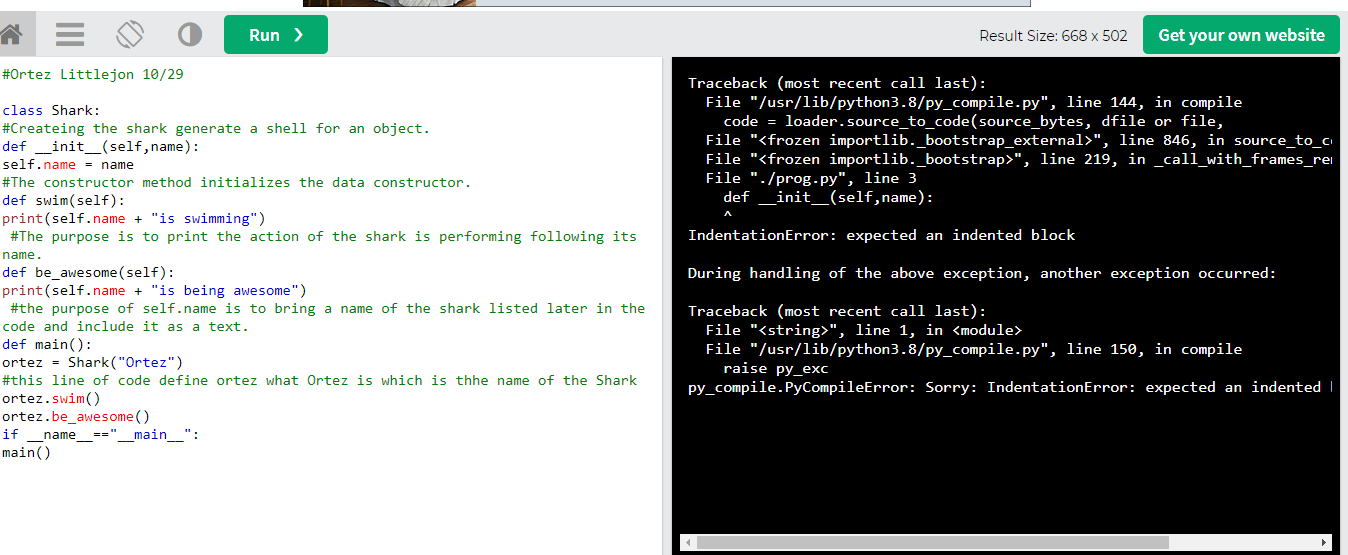 Run ❯
Result Size: 668 x 502
Get your own website
#Ortez Littlejon 10/29
class Shark:
#Createing the shark generate a shell for an object.
def __init__(self,name):
self.name = name
#The constructor method initializes the data constructor.
def swim(self):
print(self.name + "is swimming")
#The purpose is to print the action of the shark is performing following its
name.
def be_awesome(self):
print(self.name + "is being awesome")
#the purpose of self.name is to bring a name of the shark listed later in the
code and include it as a text.
def main():
ortez = Shark("Ortez")
#this line of code define ortez what Ortez is which is thhe name of the Shark
ortez.swim()
ortez.be_awesome()
if __name__=="__main__":
main()
Traceback (most recent call last):
File "/usr/lib/python3.8/py_compile.py", line 144, in compile
code = loader.source_to_code(source_bytes, dfile or file,
File "<frozen importlib._bootstrap_external>", line 846, in source_to_c
File "<frozen importlib._bootstrap>", line 219, in _call_with_frames_re
File "./prog.py", line 3
def __init__(self,name):
^
IndentationError: expected an indented block
During handling of the above exception, another exception occurred:
Traceback (most recent call last):
File "<string>", line 1, in <module>
File "/usr/lib/python3.8/py_compile.py", line 150, in compile
raise py_exc
py_compile.PyCompileError: Sorry: IndentationError: expected an indented